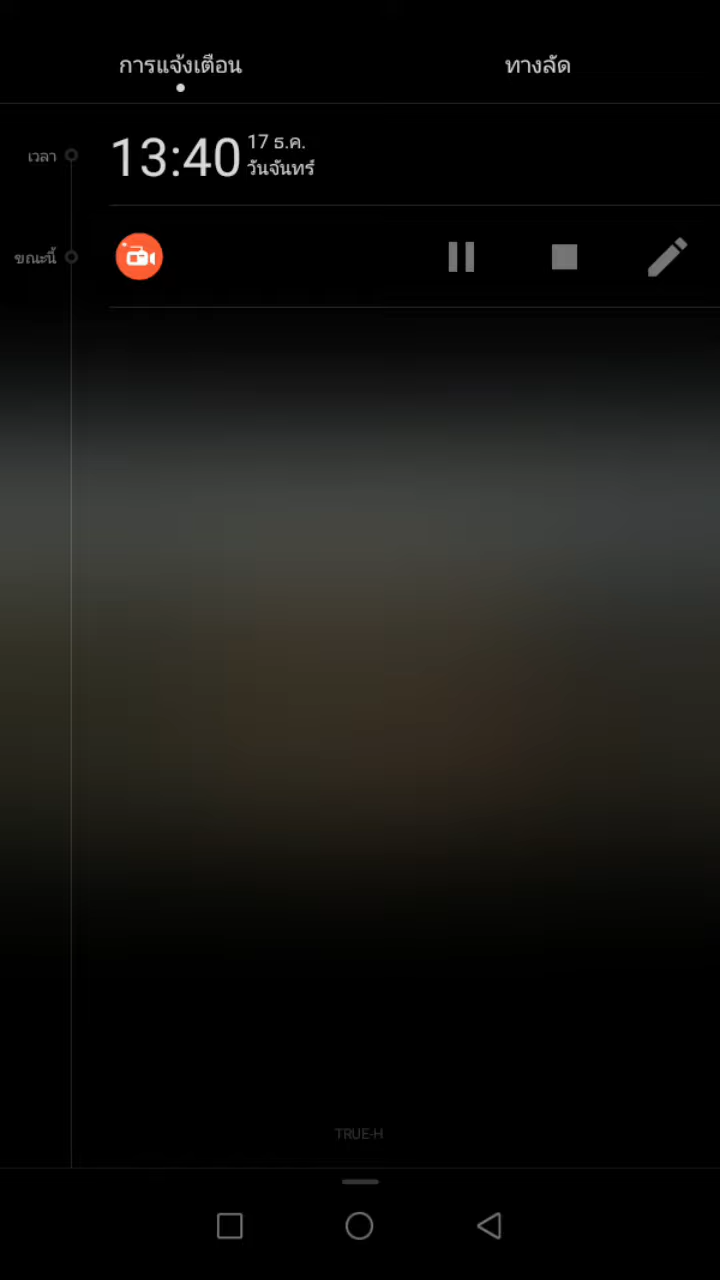 การแจ้งเตือน
ทางลัด
เวลา
13:40
17 ธ.ค.
วันจันทร์
ขณะนี้
TRUE-H